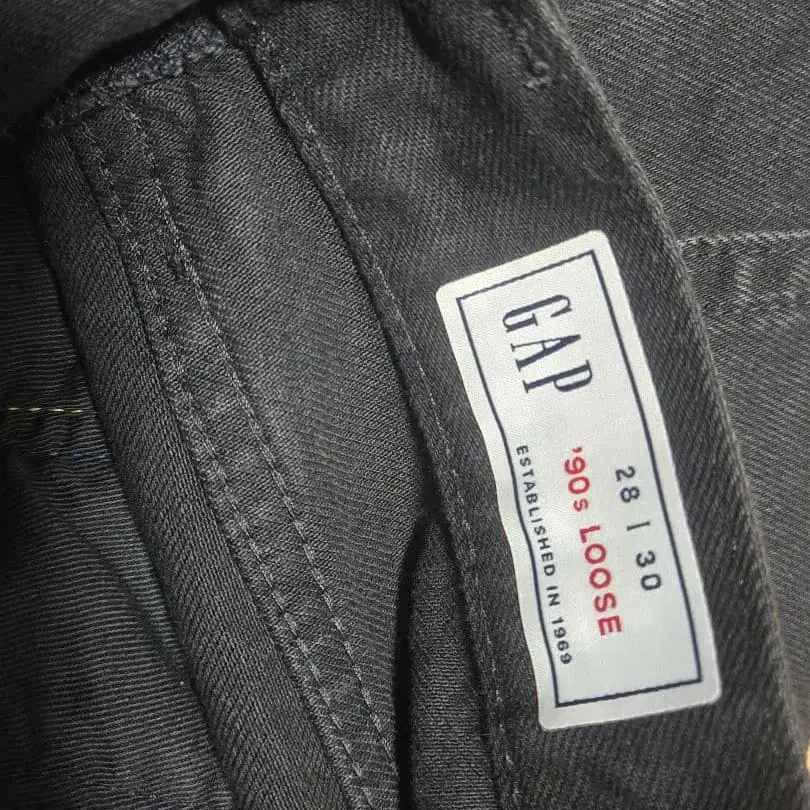 GAP
28 | 30
'90s LOOSE
ESTABLISHED IN 1969